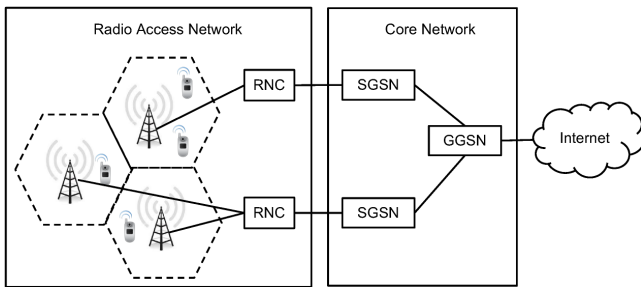 Radio Access Network
Core Network
RNC
SGSN
GGSN
Internet
RNC
SGSN